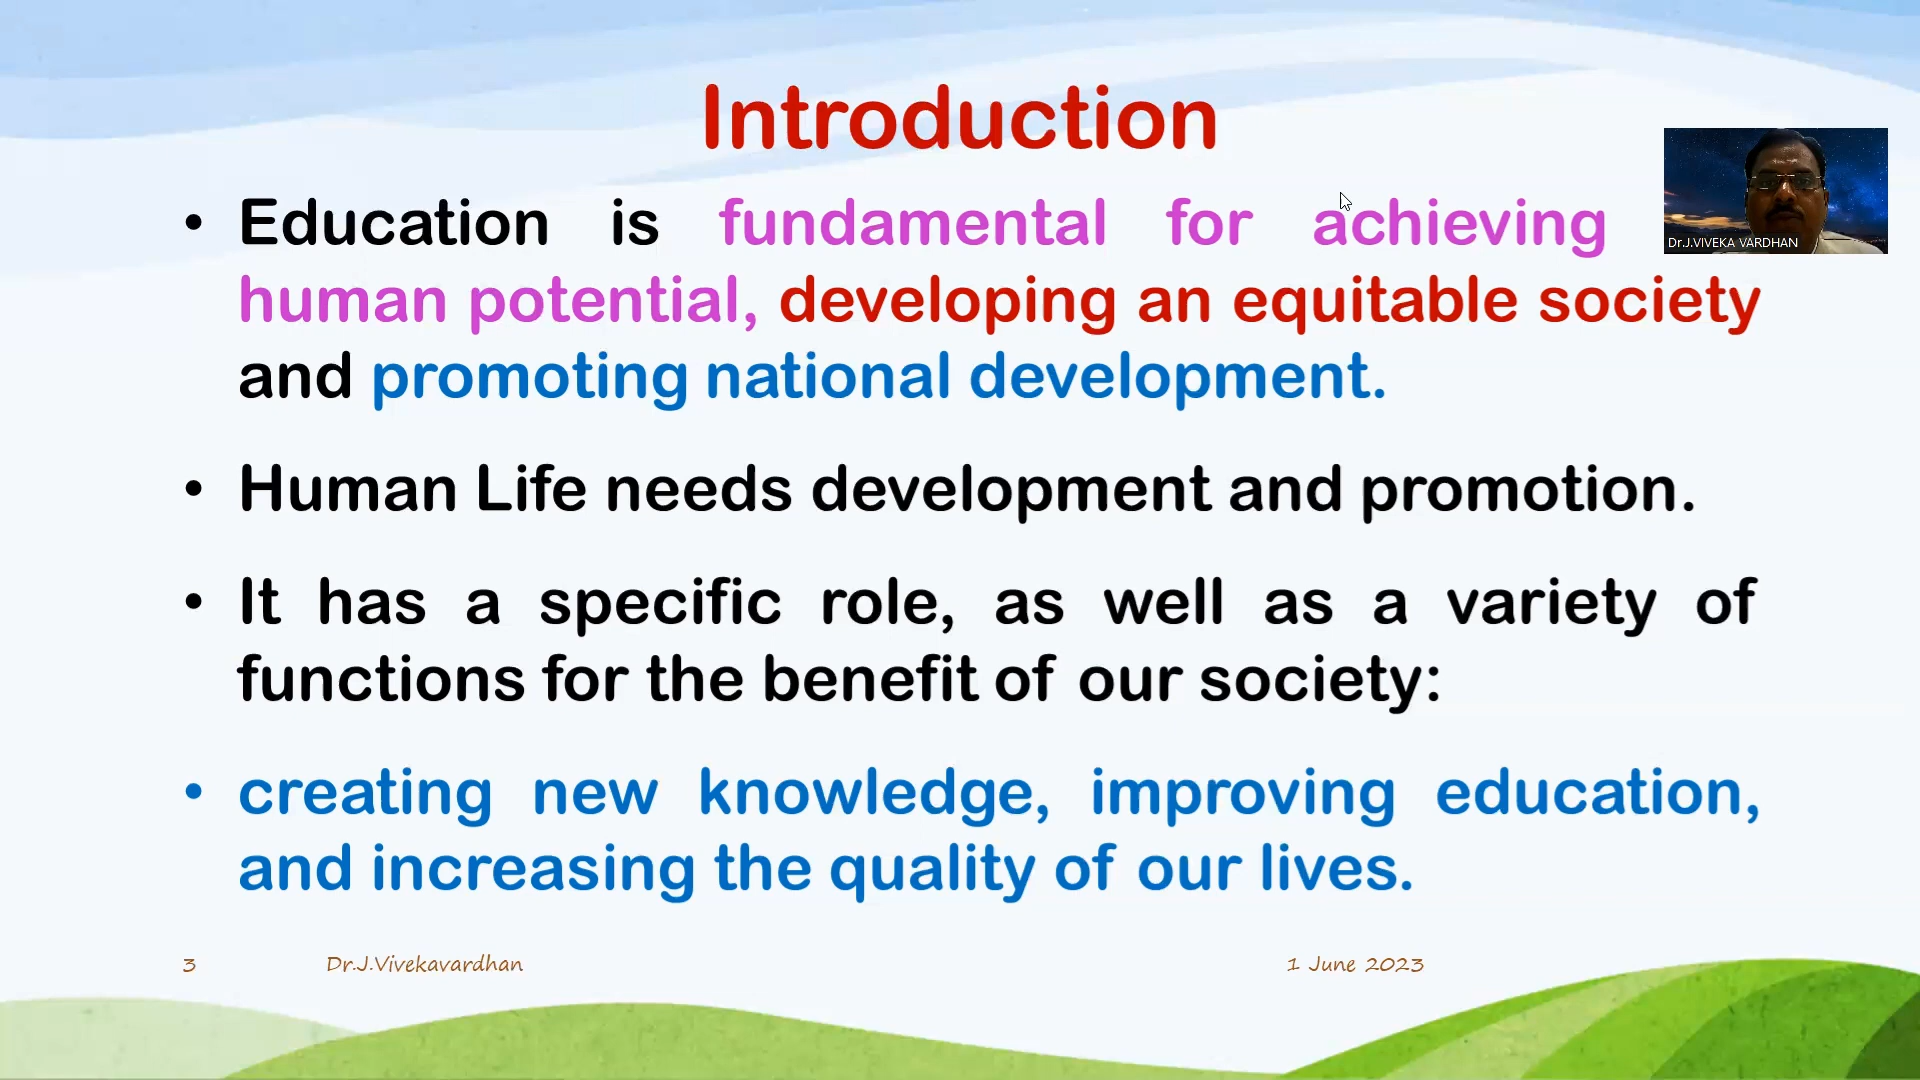 Introduction
• Education is fundamental for achieving
human potential, developing an equitable society
and promoting national development.
• Human Life needs development and promotion.
• It has a specific role, as well as a variety of
functions for the benefit of our society:
• creating new knowledge, improving education,
and increasing the quality of our lives.
Dr.J.VIVEKA VARDHAN
3 Dr.J.Vivekavardhan 1 June 2023